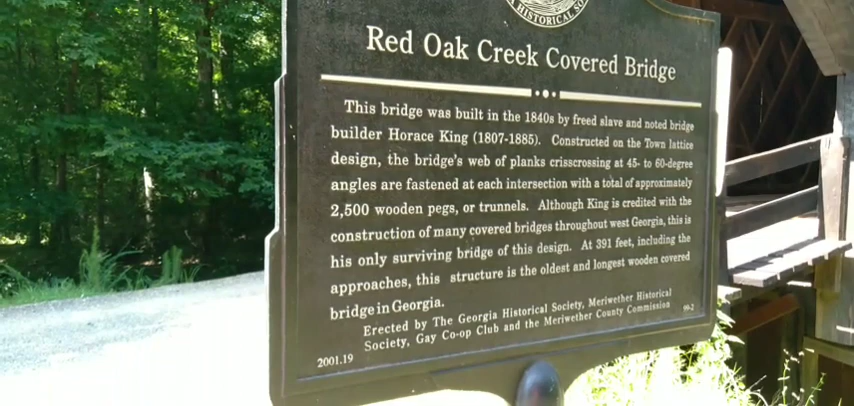 A HISTORICAL SO
Red Oak Creek Covered Bridge
This bridge was built in the 1840s by freed slave and noted bridge
builder Horace King (1807-1885). Constructed on the Town lattice
design, the bridge's web of planks crisscrossing at 45- to 60-degree
angles are fastened at each intersection with a total of approximately
2,500 wooden pegs, or trunnels. Although King is credited with the
construction of many covered bridges throughout west Georgia, this is
his only surviving bridge of this design. At 391 feet, including the
approaches, this structure is the oldest and longest wooden covered
bridge in Georgia.
Erected by The Georgia Historical Society, Meriwether Historical
Society, Gay Co-op Club and the Meriwether County Commission
2001.19
99-2